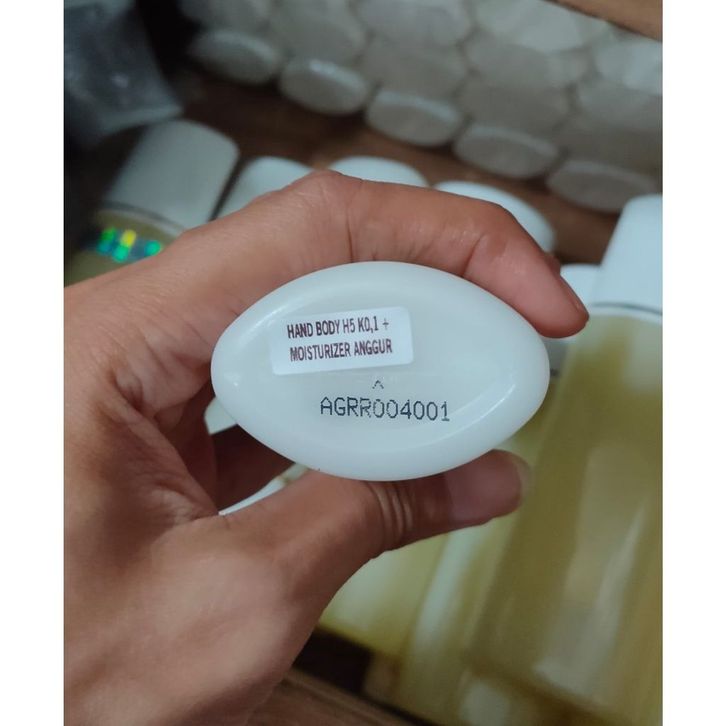 HAND BODY H5 K0,1 +
MOISTURIZER ANGGUR
^
AGRR004001